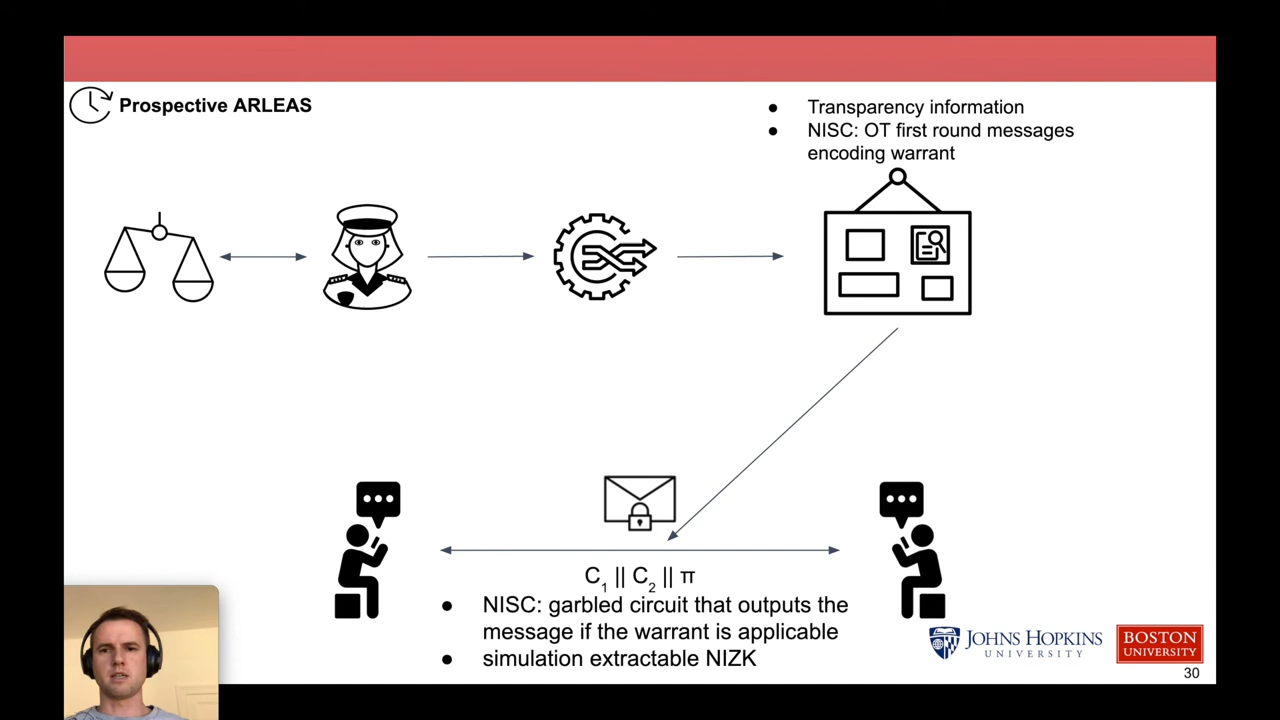 Prospective ARLEAS
● Transparency information
● NISC: OT first round messages
encoding warrant
C1 || C2 || π
● NISC: garbled circuit that outputs the
message if the warrant is applicable
● simulation extractable NIZK
JOHNS HOPKINS
UNIVERSITY
BOSTON
UNIVERSITY
30